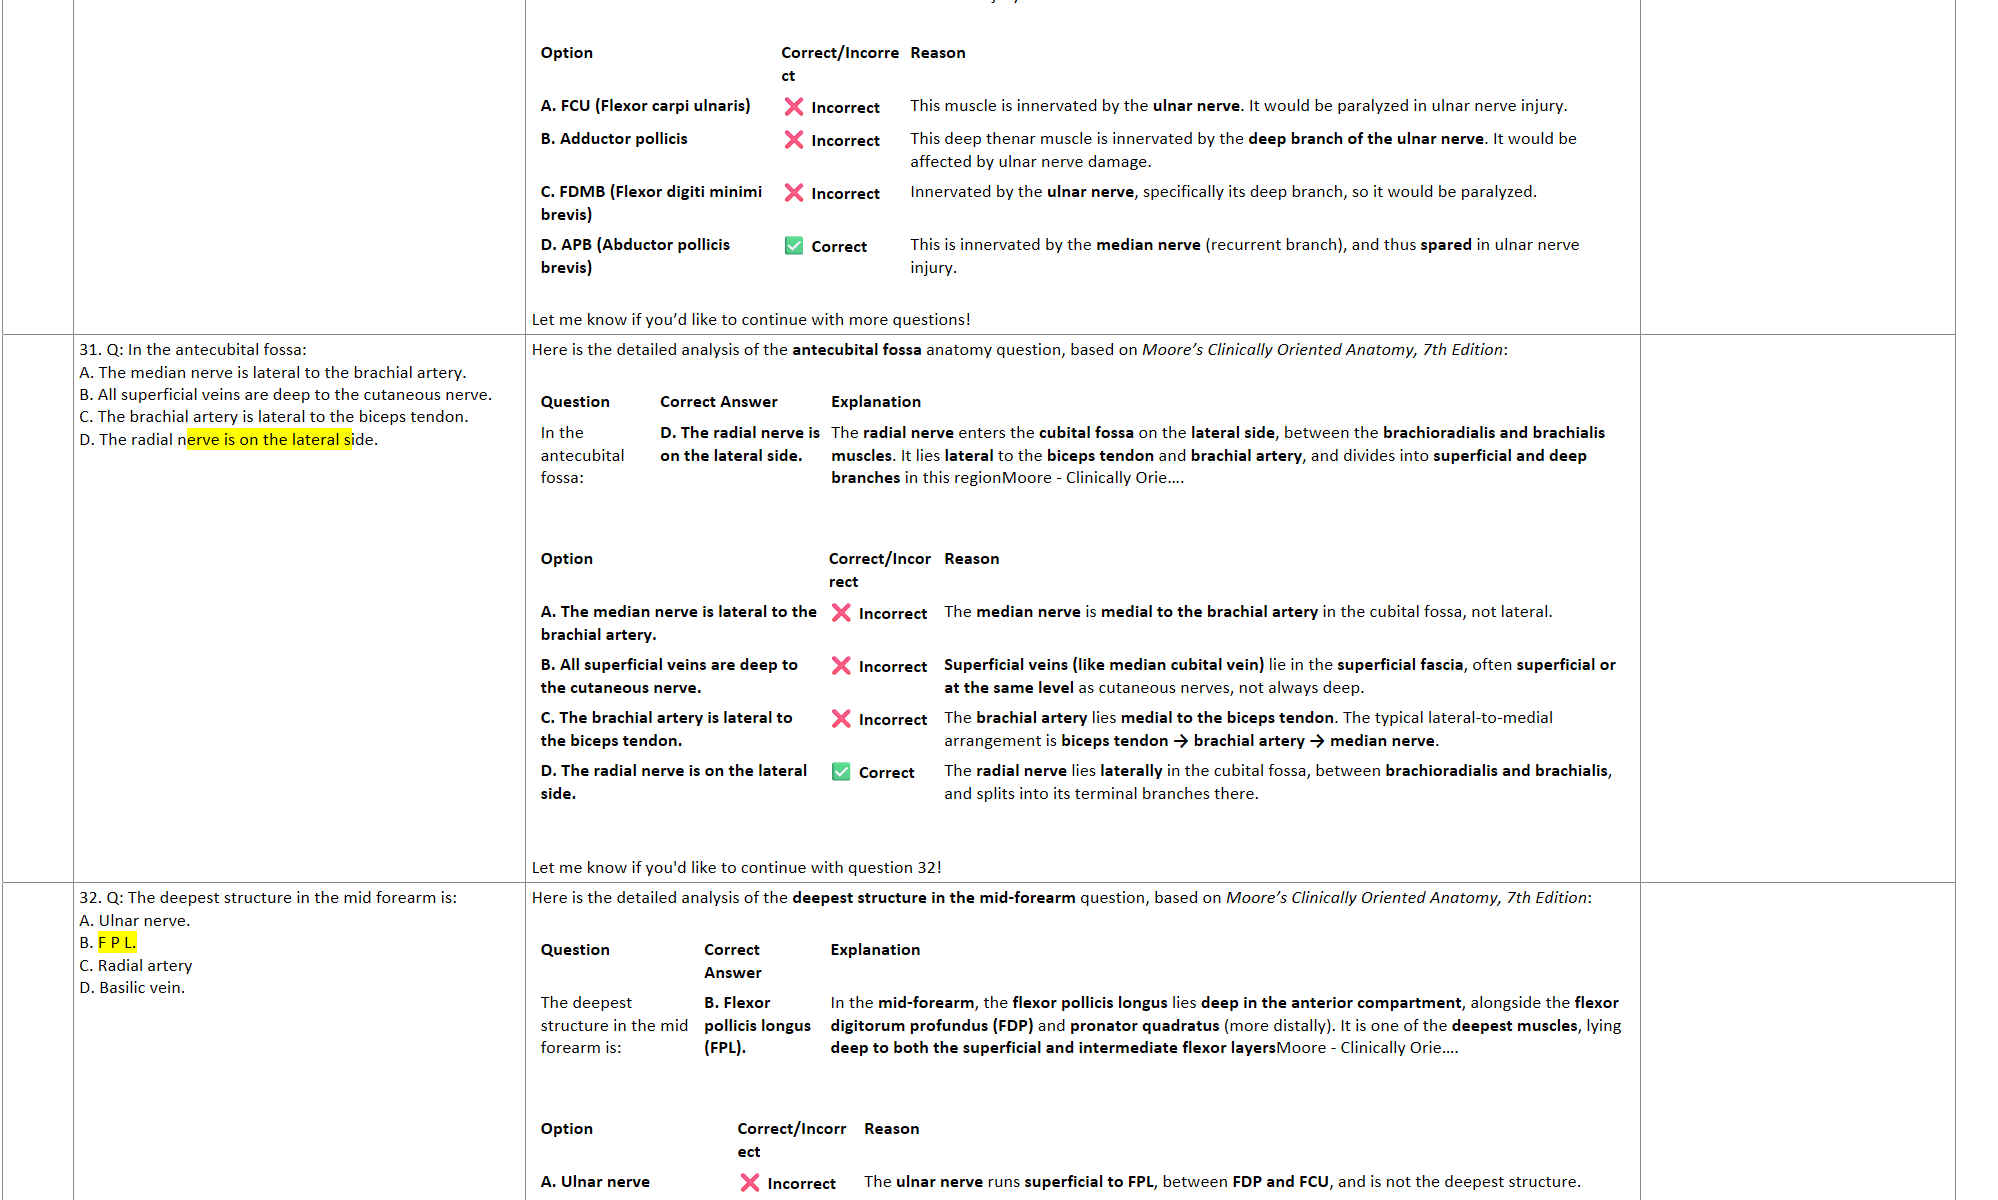 Option Correct/Incorre Reason
ct
A. FCU (Flexor carpi ulnaris) ❌ Incorrect This muscle is innervated by the ulnar nerve. It would be paralyzed in ulnar nerve injury.
B. Adductor pollicis ❌ Incorrect This deep thenar muscle is innervated by the deep branch of the ulnar nerve. It would be
affected by ulnar nerve damage.
C. FDMB (Flexor digiti minimi ❌ Incorrect Innervated by the ulnar nerve, specifically its deep branch, so it would be paralyzed.
brevis)
D. APB (Abductor pollicis ✅ Correct This is innervated by the median nerve (recurrent branch), and thus spared in ulnar nerve
brevis) injury.
Let me know if you’d like to continue with more questions!
31. Q: In the antecubital fossa:
A. The median nerve is lateral to the brachial artery.
B. All superficial veins are deep to the cutaneous nerve.
C. The brachial artery is lateral to the biceps tendon.
D. The radial nerve is on the lateral side.
Here is the detailed analysis of the antecubital fossa anatomy question, based on Moore’s Clinically Oriented Anatomy, 7th Edition:
Question Correct Answer Explanation
In the D. The radial nerve is The radial nerve enters the cubital fossa on the lateral side, between the brachioradialis and brachialis
antecubital on the lateral side. muscles. It lies lateral to the biceps tendon and brachial artery, and divides into superficial and deep
fossa: branches in this regionMoore - Clinically Orie….
Option Correct/Incor Reason
rect
A. The median nerve is lateral to the ❌ Incorrect The median nerve is medial to the brachial artery in the cubital fossa, not lateral.
brachial artery.
B. All superficial veins are deep to ❌ Incorrect Superficial veins (like median cubital vein) lie in the superficial fascia, often superficial or
the cutaneous nerve. at the same level as cutaneous nerves, not always deep.
C. The brachial artery is lateral to ❌ Incorrect The brachial artery lies medial to the biceps tendon. The typical lateral-to-medial
the biceps tendon. arrangement is biceps tendon → brachial artery → median nerve.
D. The radial nerve is on the lateral ✅ Correct The radial nerve lies laterally in the cubital fossa, between brachioradialis and brachialis,
side. and splits into its terminal branches there.
Let me know if you'd like to continue with question 32!
32. Q: The deepest structure in the mid forearm is:
A. Ulnar nerve.
B. F P L.
C. Radial artery
D. Basilic vein.
Here is the detailed analysis of the deepest structure in the mid-forearm question, based on Moore’s Clinically Oriented Anatomy, 7th Edition:
Question Correct Explanation
Answer
The deepest B. Flexor In the mid-forearm, the flexor pollicis longus lies deep in the anterior compartment, alongside the flexor
structure in the mid pollicis longus digitorum profundus (FDP) and pronator quadratus (more distally). It is one of the deepest muscles, lying
forearm is: (FPL). deep to both the superficial and intermediate flexor layersMoore - Clinically Orie….
Option Correct/Incorr Reason
ect
A. Ulnar nerve ❌ Incorrect The ulnar nerve runs superficial to FPL, between FDP and FCU, and is not the deepest structure.